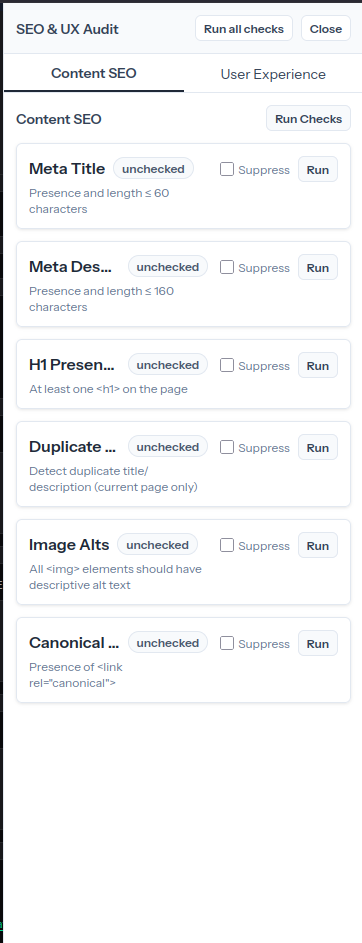 SEO & UX Audit Run all checks Close
Content SEO User Experience
Content SEO Run Checks
Meta Title unchecked Suppress Run
Presence and length ≤ 60
characters
Meta Des... unchecked Suppress Run
Presence and length ≤ 160
characters
H1 Presen... unchecked Suppress Run
At least one <h1> on the page
Duplicate ... unchecked Suppress Run
Detect duplicate title/
description (current page only)
Image Alts unchecked Suppress Run
All <img> elements should have
descriptive alt text
Canonical ... unchecked Suppress Run
Presence of <link
rel="canonical">